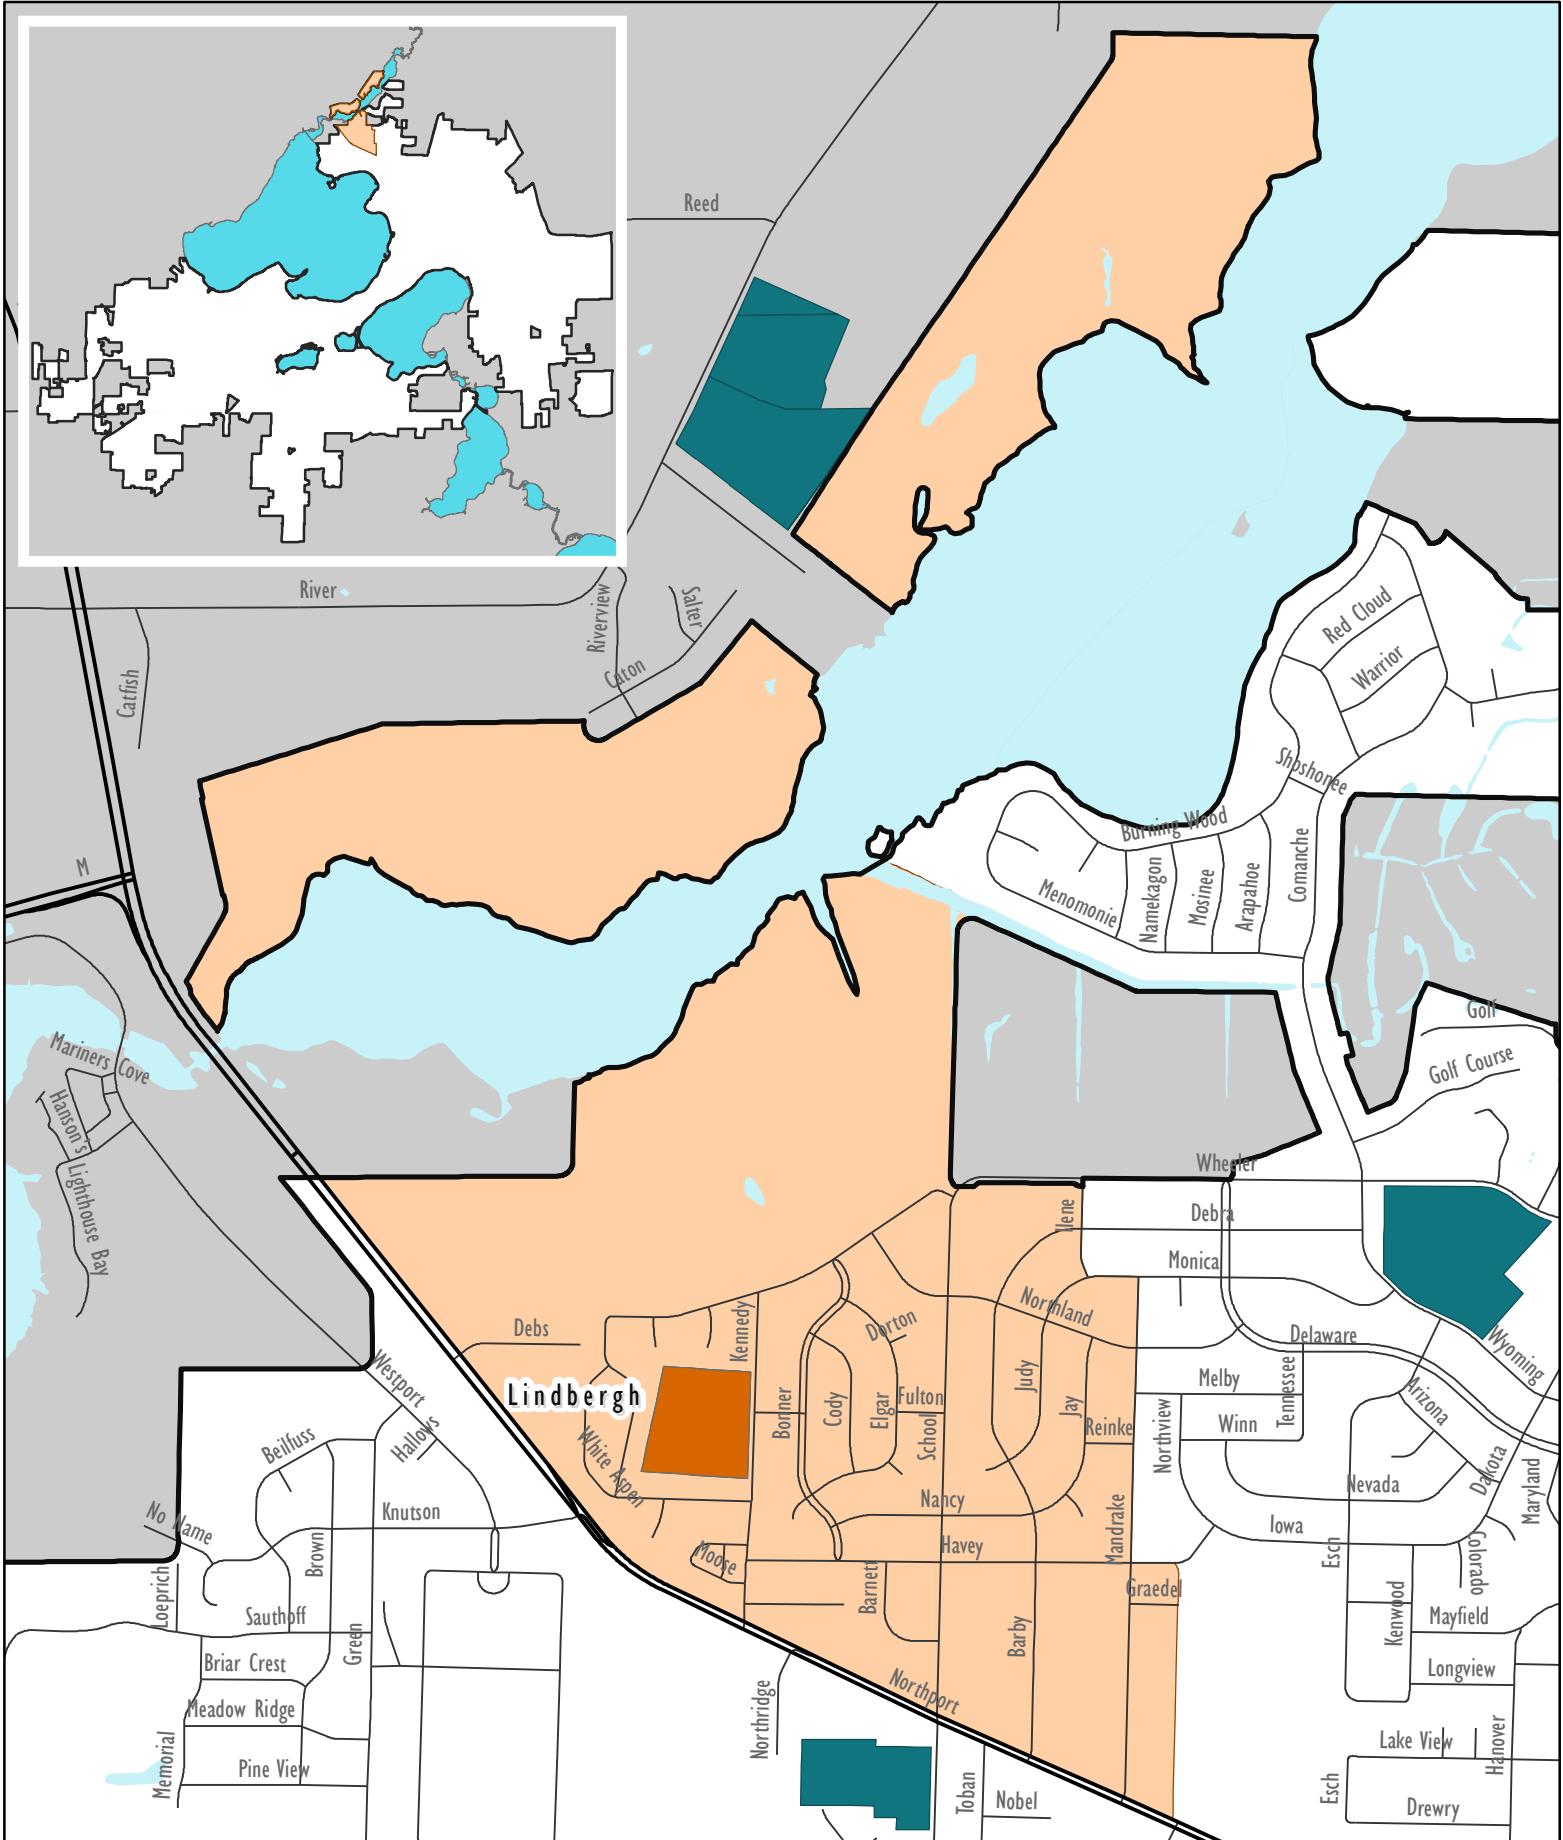 Reed
River
Riverview
Salter
Caton
Catfish
Red Cloud
Warrior
Shoshonee
Burning Wood
M
Menomonie
Namekagon
Mosinee
Arapahoe
Comanche
Golf
Golf Course
Mariners Cove
Hanson's
Lighthouse Bay
Wheeler
Ilene
Debra
Monica
Northland
Debs
Kennedy
Dorton
Delaware
Wyoming
Lindbergh
Westport
Bonner
Cody
Elgar
Fulton
School
Judy
Jay
Reinke
Melby
Tennessee
Winn
Northview
Arizona
Hallows
Beilfuss
White Aspen
Nancy
Nevada
Dakota
Maryland
Knutson
No Name
Brown
Moose
Havey
Mandrake
Iowa
Esch
Colorado
Loeprich
Barnett
Graedel
Kenwood
Mayfield
Sauthoff
Green
Barby
Briar Crest
Longview
Meadow Ridge
Northridge
Northport
Memorial
Pine View
Lake View
Hanover
Toban
Nobel
Esch
Drewry